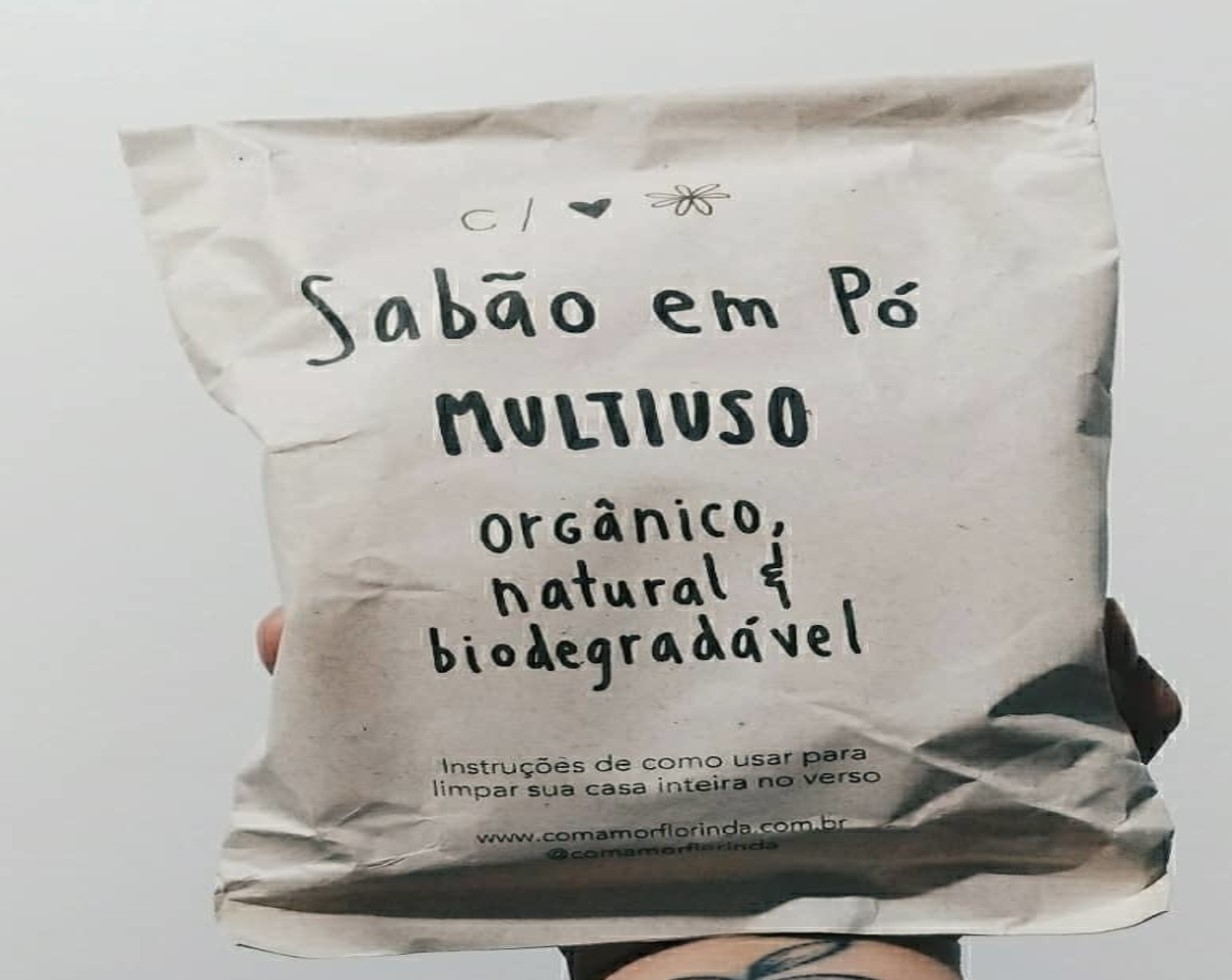 c/ ♥
Sabão em Pó
MULTIUSO
orgânico,
natural &
biodegradável
Instruções de como usar para
limpar sua casa inteira no verso
www.comamorflorinda.com.br
@comamorflorinda